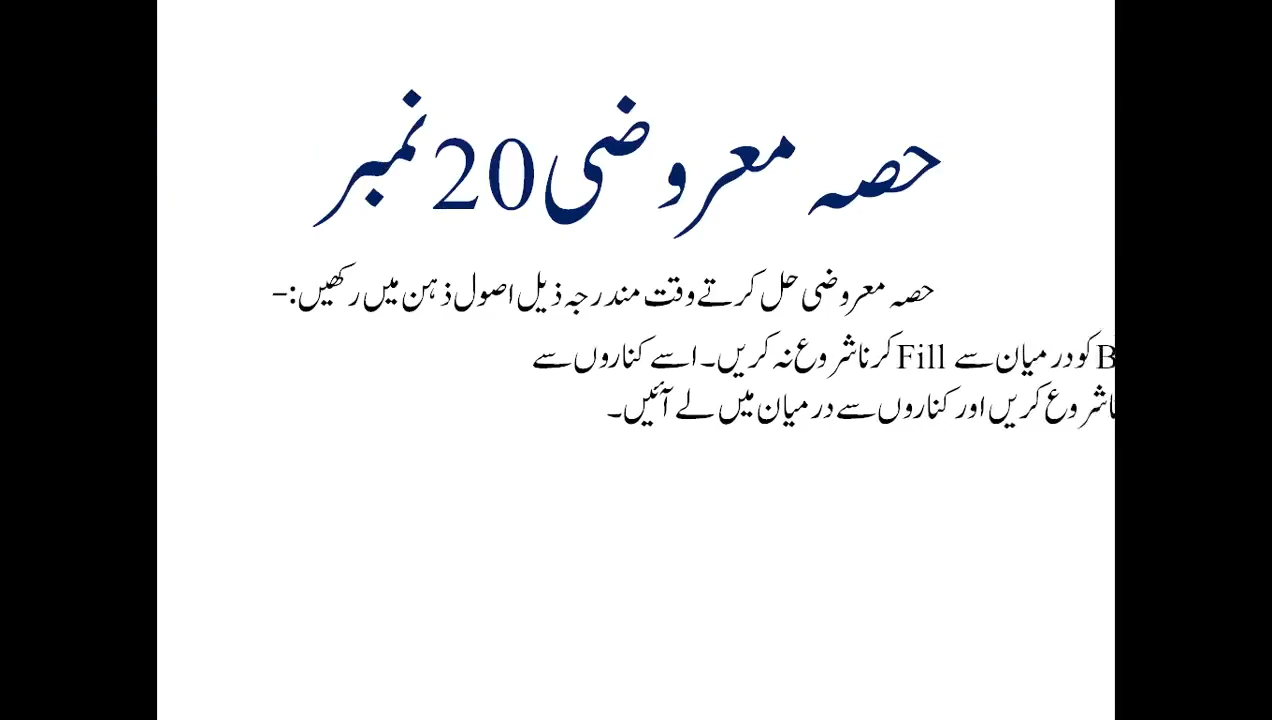 حصہ معروضی 20 نمبر
حصہ معروضی حل کرتے وقت مندرجہ ذیل اصول ذہن میں رکھیں:-
کو درمیان سے Fill کرنا شروع نہ کریں۔ اسے کناروں سے
شروع کریں اور کناروں سے درمیان میں لے آئیں۔